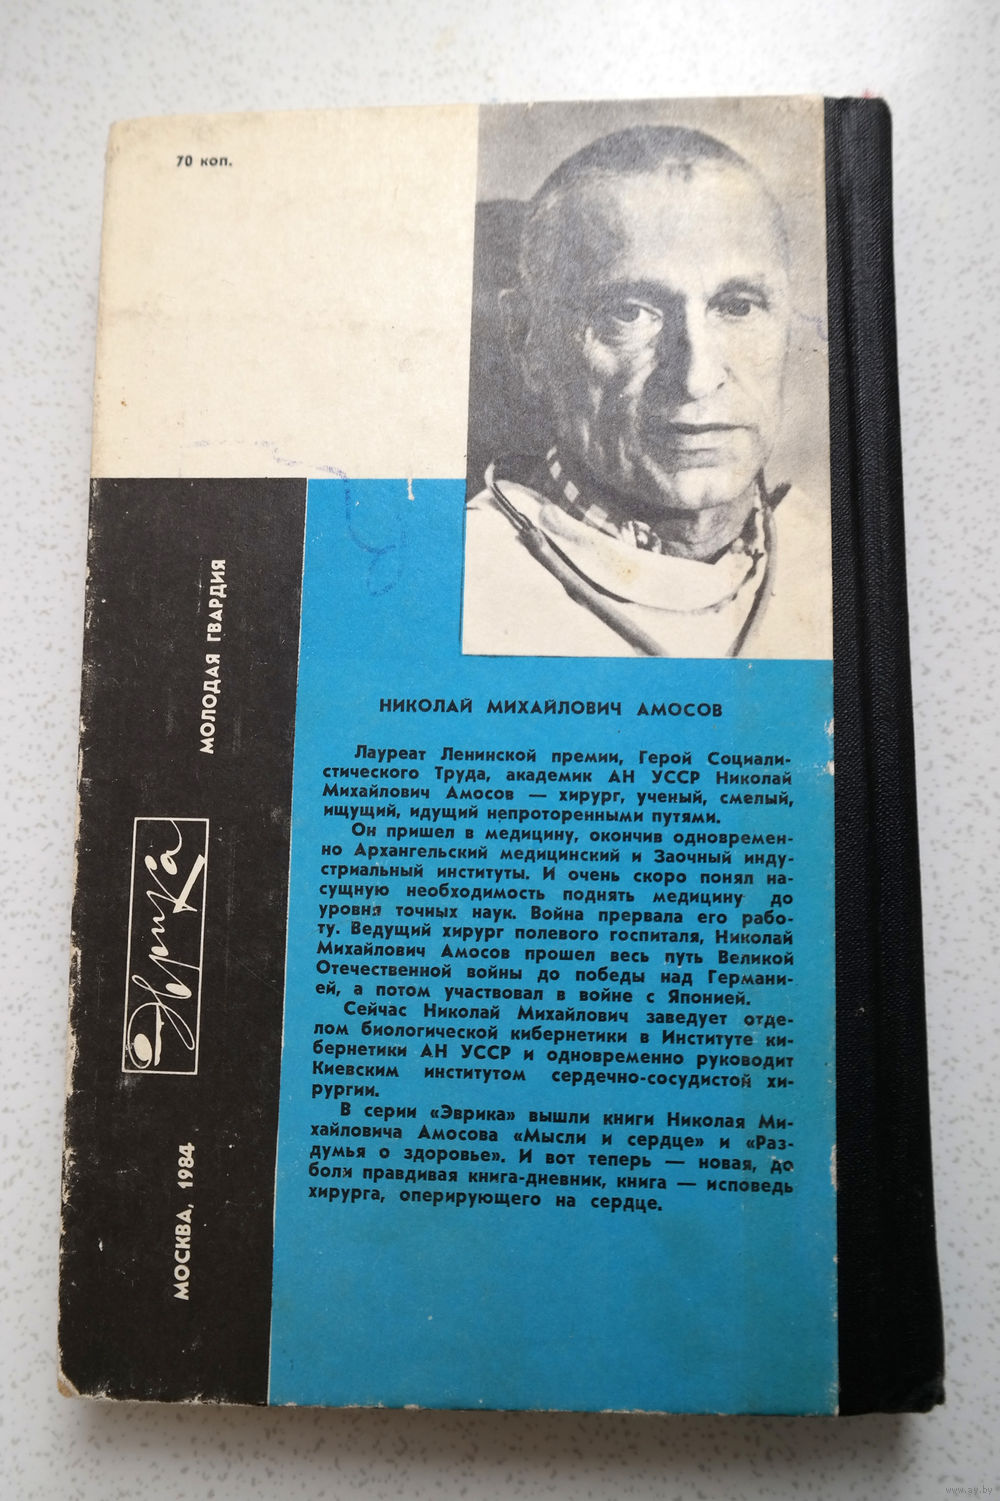 70 коп.
НИКОЛАЙ МИХАЙЛОВИЧ АМОСОВ
Лауреат Ленинской премии, Герой Социали-
стического Труда, академик АН УССР Николай
Михайлович Амосов — хирург, ученый, смелый,
ищущий, идущий непроторенными путями.
Он пришел в медицину, окончив одновремен-
но Архангельский медицинский и Заочный инду-
стриальный институты. И очень скоро понял на-
сущную необходимость поднять медицину до
уровня точных наук. Война прервала его рабо-
ту. Ведущий хирург полевого госпиталя, Николай
Михайлович Амосов прошел весь путь Великой
Отечественной войны до победы над Германи-
ей, а потом участвовал в войне с Японией.
Сейчас Николай Михайлович заведует отде-
лом биологической кибернетики в Институте ки-
бернетики АН УССР и одновременно руководит
Киевским институтом сердечно-сосудистой хи-
рургии.
В серии «Эврика» вышли книги Николая Ми-
хайловича Амосова «Мысли и сердце» и «Раз-
думья о здоровье». И вот теперь — новая, до
боли правдивая книга-дневник, книга — исповедь
хирурга, оперирующего на сердце.
МОСКВА, 1984
Эврика
МОЛОДАЯ ГВАРДИЯ
www.ay.by